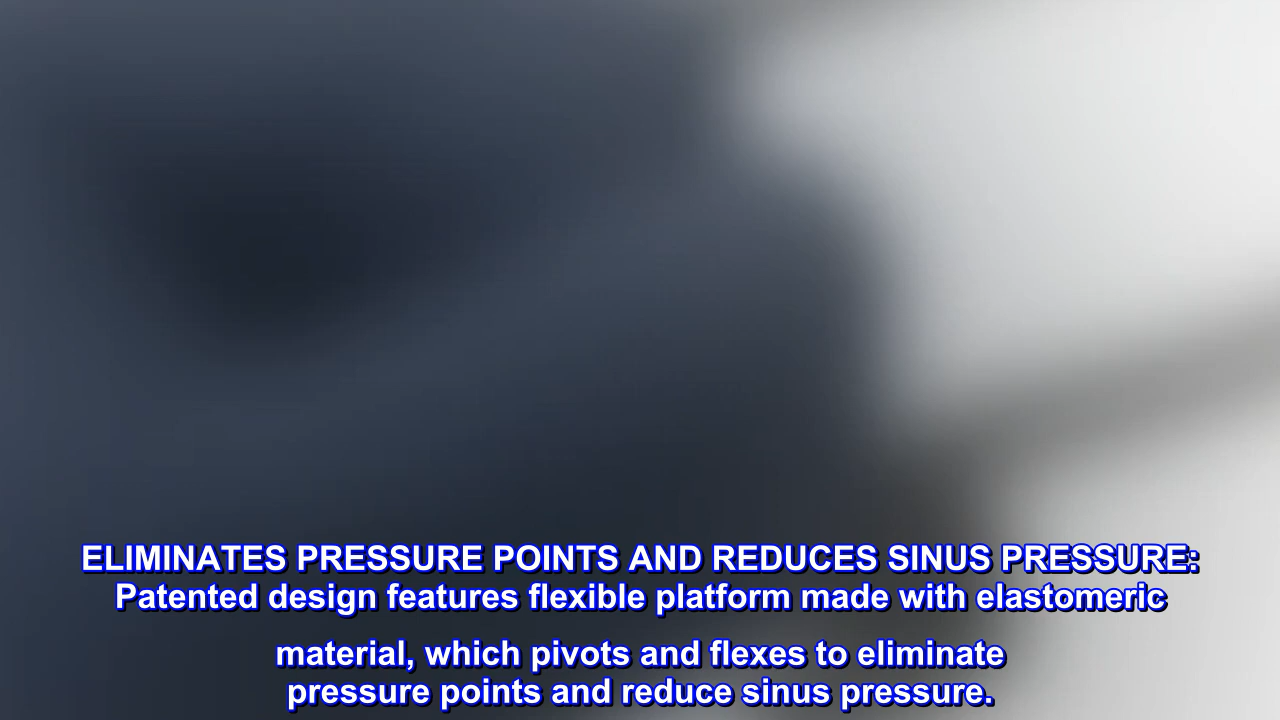 ELIMINATES PRESSURE POINTS AND REDUCES SINUS PRESSURE:
Patented design features flexible platform made with elastomeric
material, which pivots and flexes to eliminate
pressure points and reduce sinus pressure.